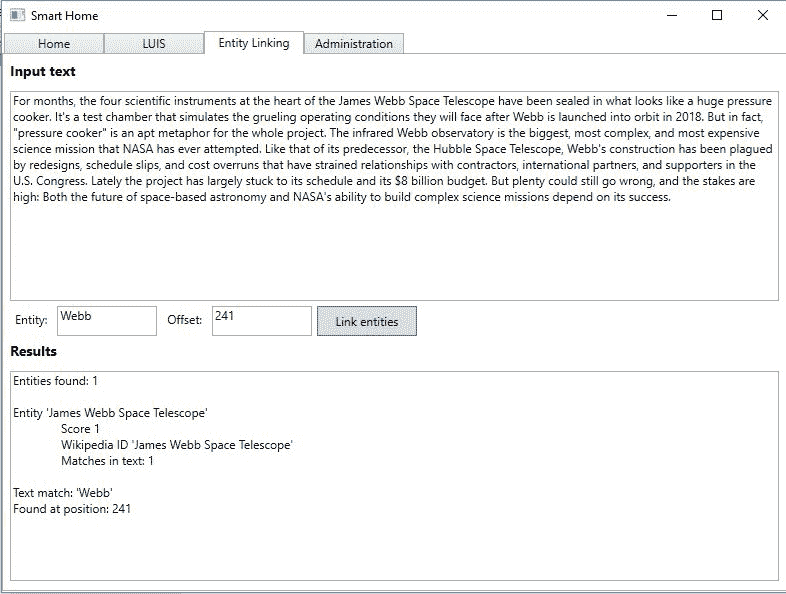 Smart Home
Home
LUIS
Entity Linking
Administration
Input text
For months, the four scientific instruments at the heart of the James Webb Space Telescope have been sealed in what looks like a huge pressure
cooker. It's a test chamber that simulates the grueling operating conditions they will face after Webb is launched into orbit in 2018. But in fact,
"pressure cooker" is an apt metaphor for the whole project. The infrared Webb observatory is the biggest, most complex, and most expensive
science mission that NASA has ever attempted. Like that of its predecessor, the Hubble Space Telescope, Webb's construction has been plagued
by redesigns, schedule slips, and cost overruns that have strained relationships with contractors, international partners, and supporters in the
U.S. Congress. Lately the project has largely stuck to its schedule and its $8 billion budget. But plenty could still go wrong, and the stakes are
high: Both the future of space-based astronomy and NASA's ability to build complex science missions depend on its success.
Entity: Webb Offset: 241 Link entities
Results
Entities found: 1
Entity 'James Webb Space Telescope'
Score 1
Wikipedia ID 'James Webb Space Telescope'
Matches in text: 1
Text match: 'Webb'
Found at position: 241